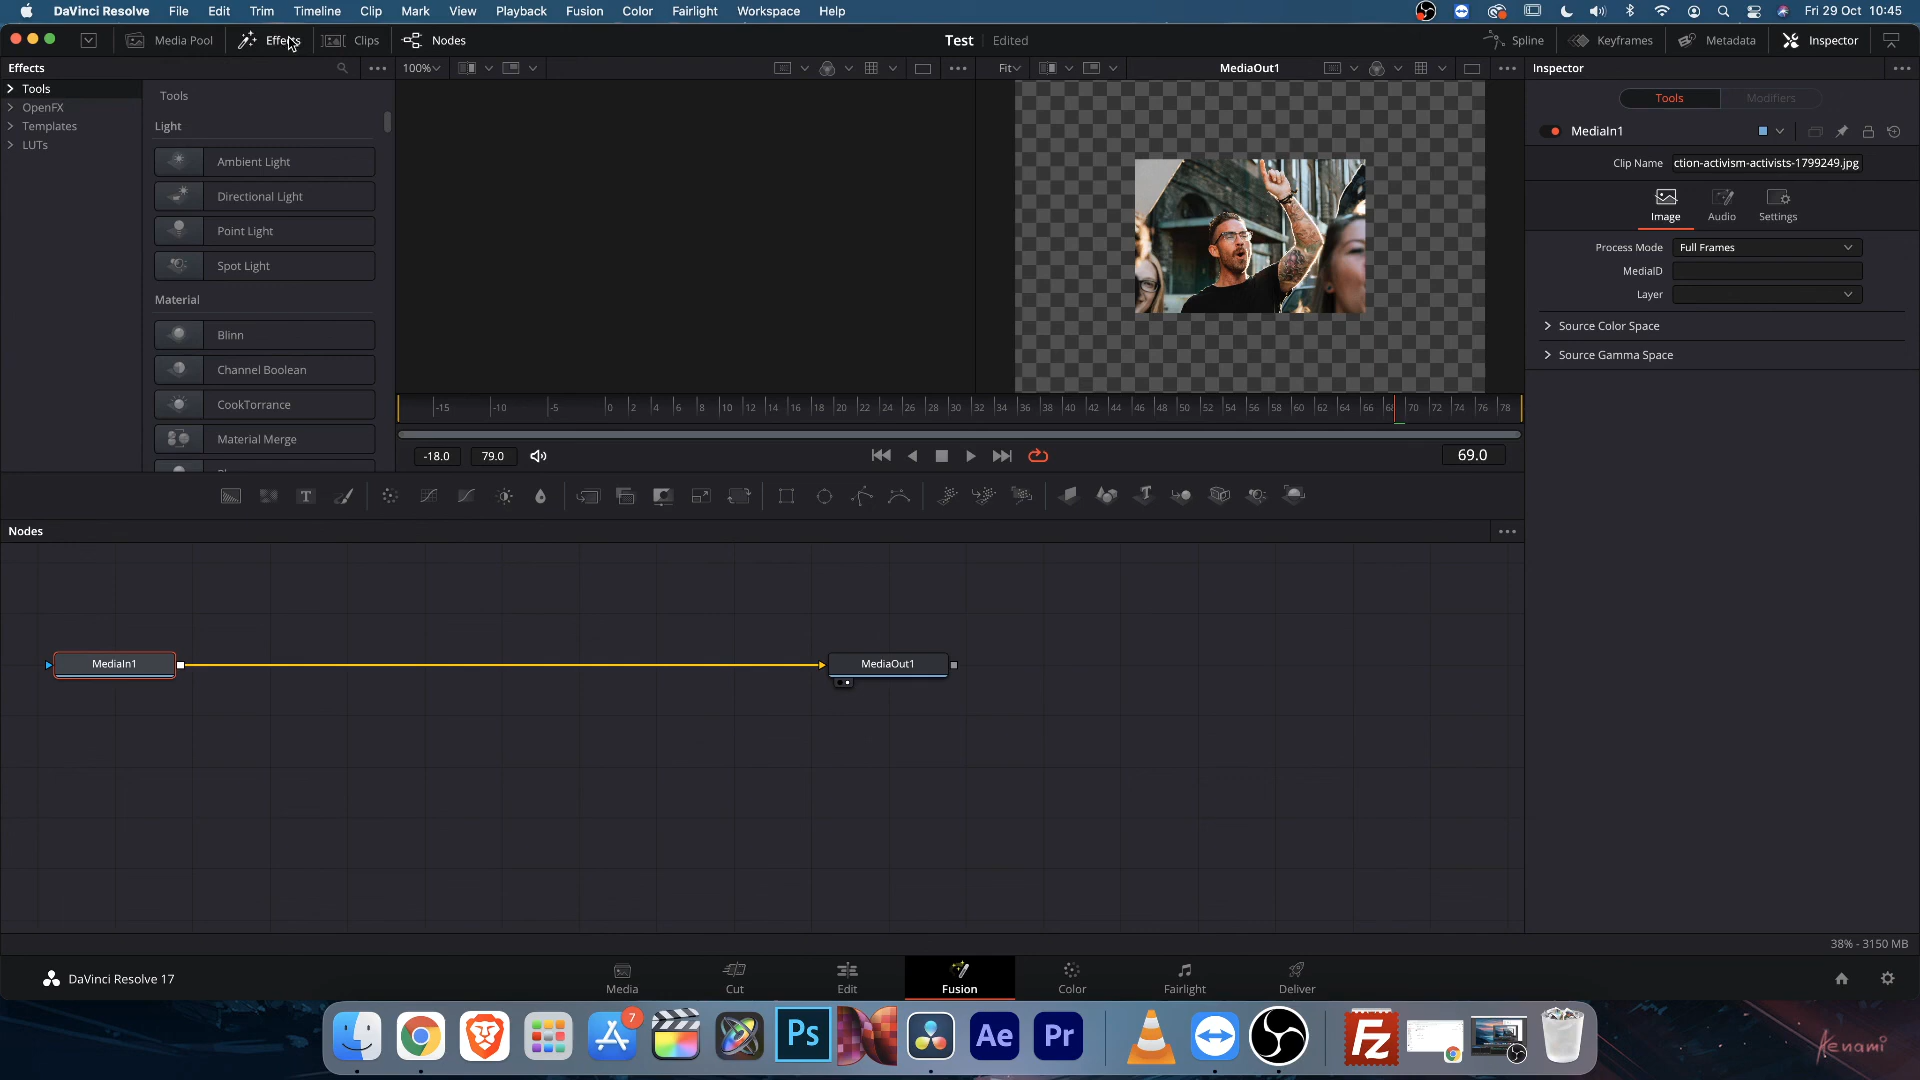 DaVinci Resolve File Edit Trim Timeline Clip Mark View Playback Fusion Color Fairlight Workspace Help Fri 29 Oct 10:45
Media Pool Effects Clips Nodes Test Edited Spline Keyframes Metadata Inspector
Effects 100% Fit MediaOut1 Inspector
Tools
OpenFX
Templates
LUTs
Tools
Light
Ambient Light
Directional Light
Point Light
Spot Light
Material
Blinn
Channel Boolean
CookTorrance
Material Merge
Tools Modifiers
MediaIn1
Clip Name ction-activism-activists-1799249.jpg
Image Audio Settings
Process Mode Full Frames
MediaID
Layer
Source Color Space
Source Gamma Space
-15 -10 -5 0 2 4 6 8 10 12 14 16 18 20 22 24 26 28 30 32 34 36 38 40 42 44 46 48 50 52 54 56 58 60 62 64 66 68 70 72 74 76 78
-18.0 79.0 69.0
T T
Nodes
MediaIn1 MediaOut1
38% - 3150 MB
DaVinci Resolve 17
Media Cut Edit Fusion Color Fairlight Deliver
7
Ps Ae Pr Fz
Kenami